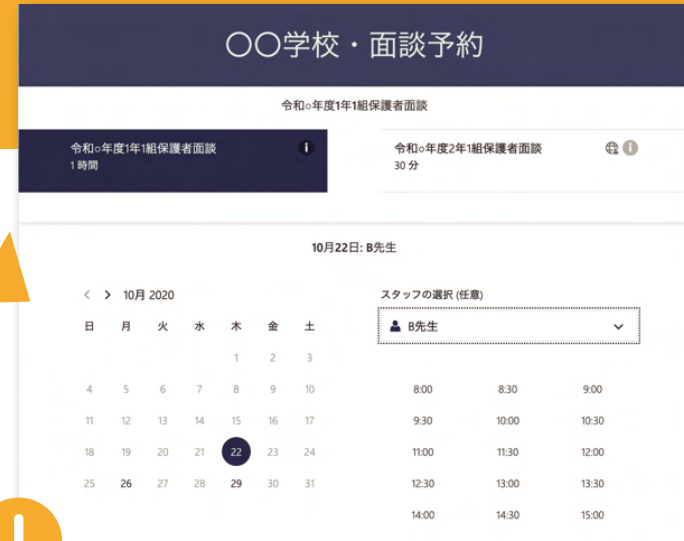 〇〇学校・面談予約
令和○年度1年1組保護者面談
令和○年度1年1組保護者面談
1 時間
令和○年度2年1組保護者面談
30 分
10月22日: B先生
10月 2020
日 月 火 水 木 金 土
1 2 3
4 5 6 7 8 9 10
11 12 13 14 15 16 17
18 19 20 21 22 23 24
25 26 27 28 29 30 31
スタッフの選択 (任意)
B先生
8:00 8:30 9:00
9:30 10:00 10:30
11:00 11:30 12:00
12:30 13:00 13:30
14:00 14:30 15:00